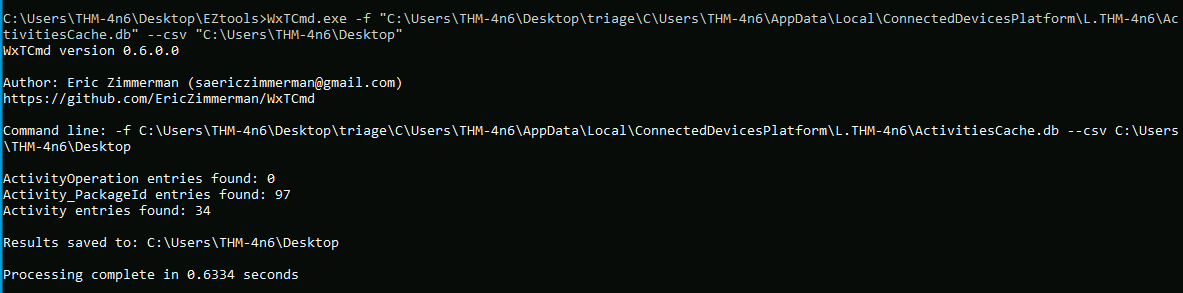 C:\Users\THM-4n6\Desktop\EZtools>WxTCmd.exe -f "C:\Users\THM-4n6\Desktop\triage\C\Users\THM-4n6\AppData\Local\ConnectedDevicesPlatform\L.THM-4n6\Ac
tivitiesCache.db" --csv "C:\Users\THM-4n6\Desktop"
WxTCmd version 0.6.0.0
Author: Eric Zimmerman (saericzimmerman@gmail.com)
https://github.com/EricZimmerman/WxTCmd
Command line: -f C:\Users\THM-4n6\Desktop\triage\C\Users\THM-4n6\AppData\Local\ConnectedDevicesPlatform\L.THM-4n6\ActivitiesCache.db --csv C:\Users
\THM-4n6\Desktop
ActivityOperation entries found: 0
Activity_PackageId entries found: 97
Activity entries found: 34
Results saved to: C:\Users\THM-4n6\Desktop
Processing complete in 0.6334 seconds